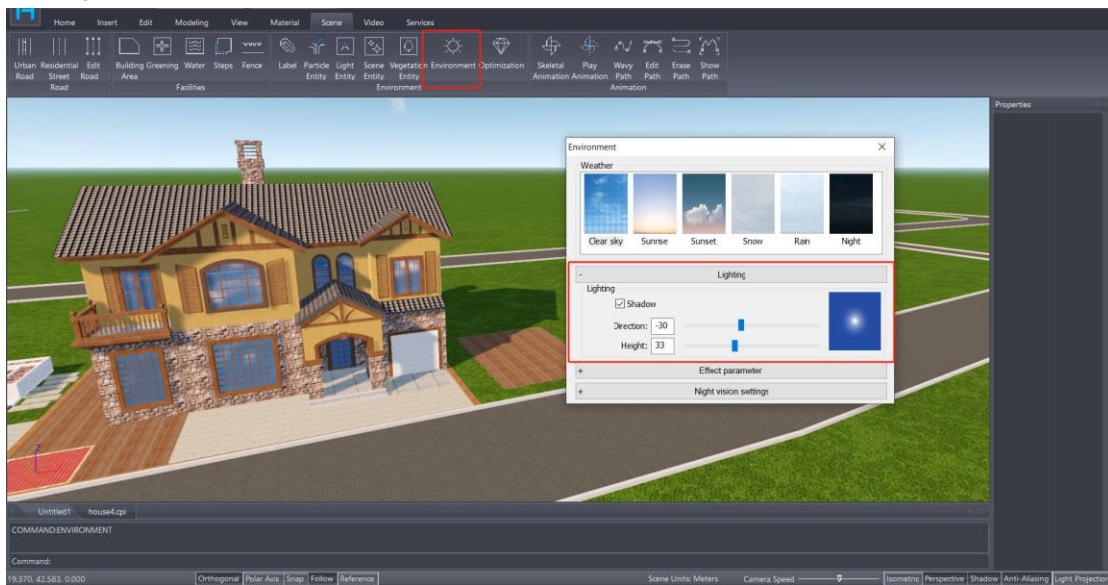 Home Insert Edit Modeling View Material Scene Video Services
Urban Residential Edit Building Greening Water Steps Fence Label Particle Light Scene Vegetation Environment Optimization Skeletal Play Wavy Edit Erase Show
Road Street Road Area Entity Entity Entity Entity Animation Animation Path Path Path Path
Road Facilities Environment Animation
Properties
Environment
Weather
Clear sky Sunrise Sunset Snow Rain Night
- Lighting
Lighting
Shadow
Direction: -30
Height: 33
+ Effect parameter
+ Night vision settings
Z
Untitled1 house4.cpi
COMMAND:ENVIRONMENT
Command:
19.370. 42.583. 0.000 Orthogonal Polar Axis Snap Follow Reference Scene Units: Meters Camera Speed Isometric Perspective Shadow Anti-Aliasing Light Projection